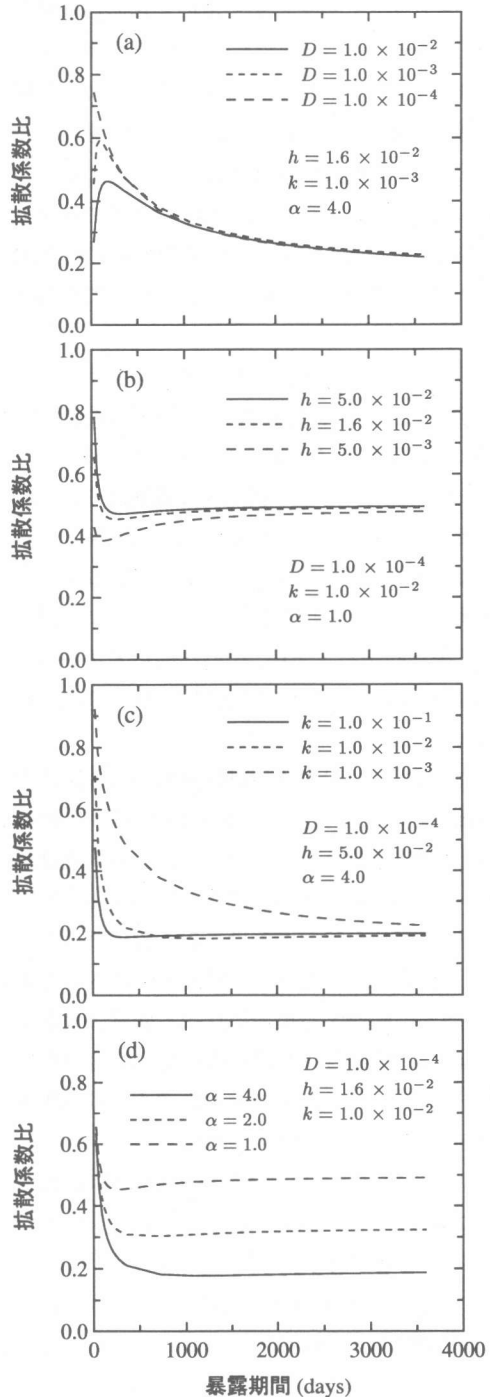 (a)
D = 1.0 × 10⁻²
D = 1.0 × 10⁻³
D = 1.0 × 10⁻⁴
h = 1.6 × 10⁻²
k = 1.0 × 10⁻³
α = 4.0
1.0
0.8
0.6
0.4
0.2
0.0
拡散係数比
(b)
h = 5.0 × 10⁻²
h = 1.6 × 10⁻²
h = 5.0 × 10⁻³
D = 1.0 × 10⁻⁴
k = 1.0 × 10⁻²
α = 1.0
1.0
0.8
0.6
0.4
0.2
0.0
拡散係数比
(c)
k = 1.0 × 10⁻¹
k = 1.0 × 10⁻²
k = 1.0 × 10⁻³
D = 1.0 × 10⁻⁴
h = 5.0 × 10⁻²
α = 4.0
1.0
0.8
0.6
0.4
0.2
0.0
拡散係数比
(d)
α = 4.0
α = 2.0
α = 1.0
D = 1.0 × 10⁻⁴
h = 1.6 × 10⁻²
k = 1.0 × 10⁻²
1.0
0.8
0.6
0.4
0.2
0.0
拡散係数比
0 1000 2000 3000 4000
暴露期間 (days)